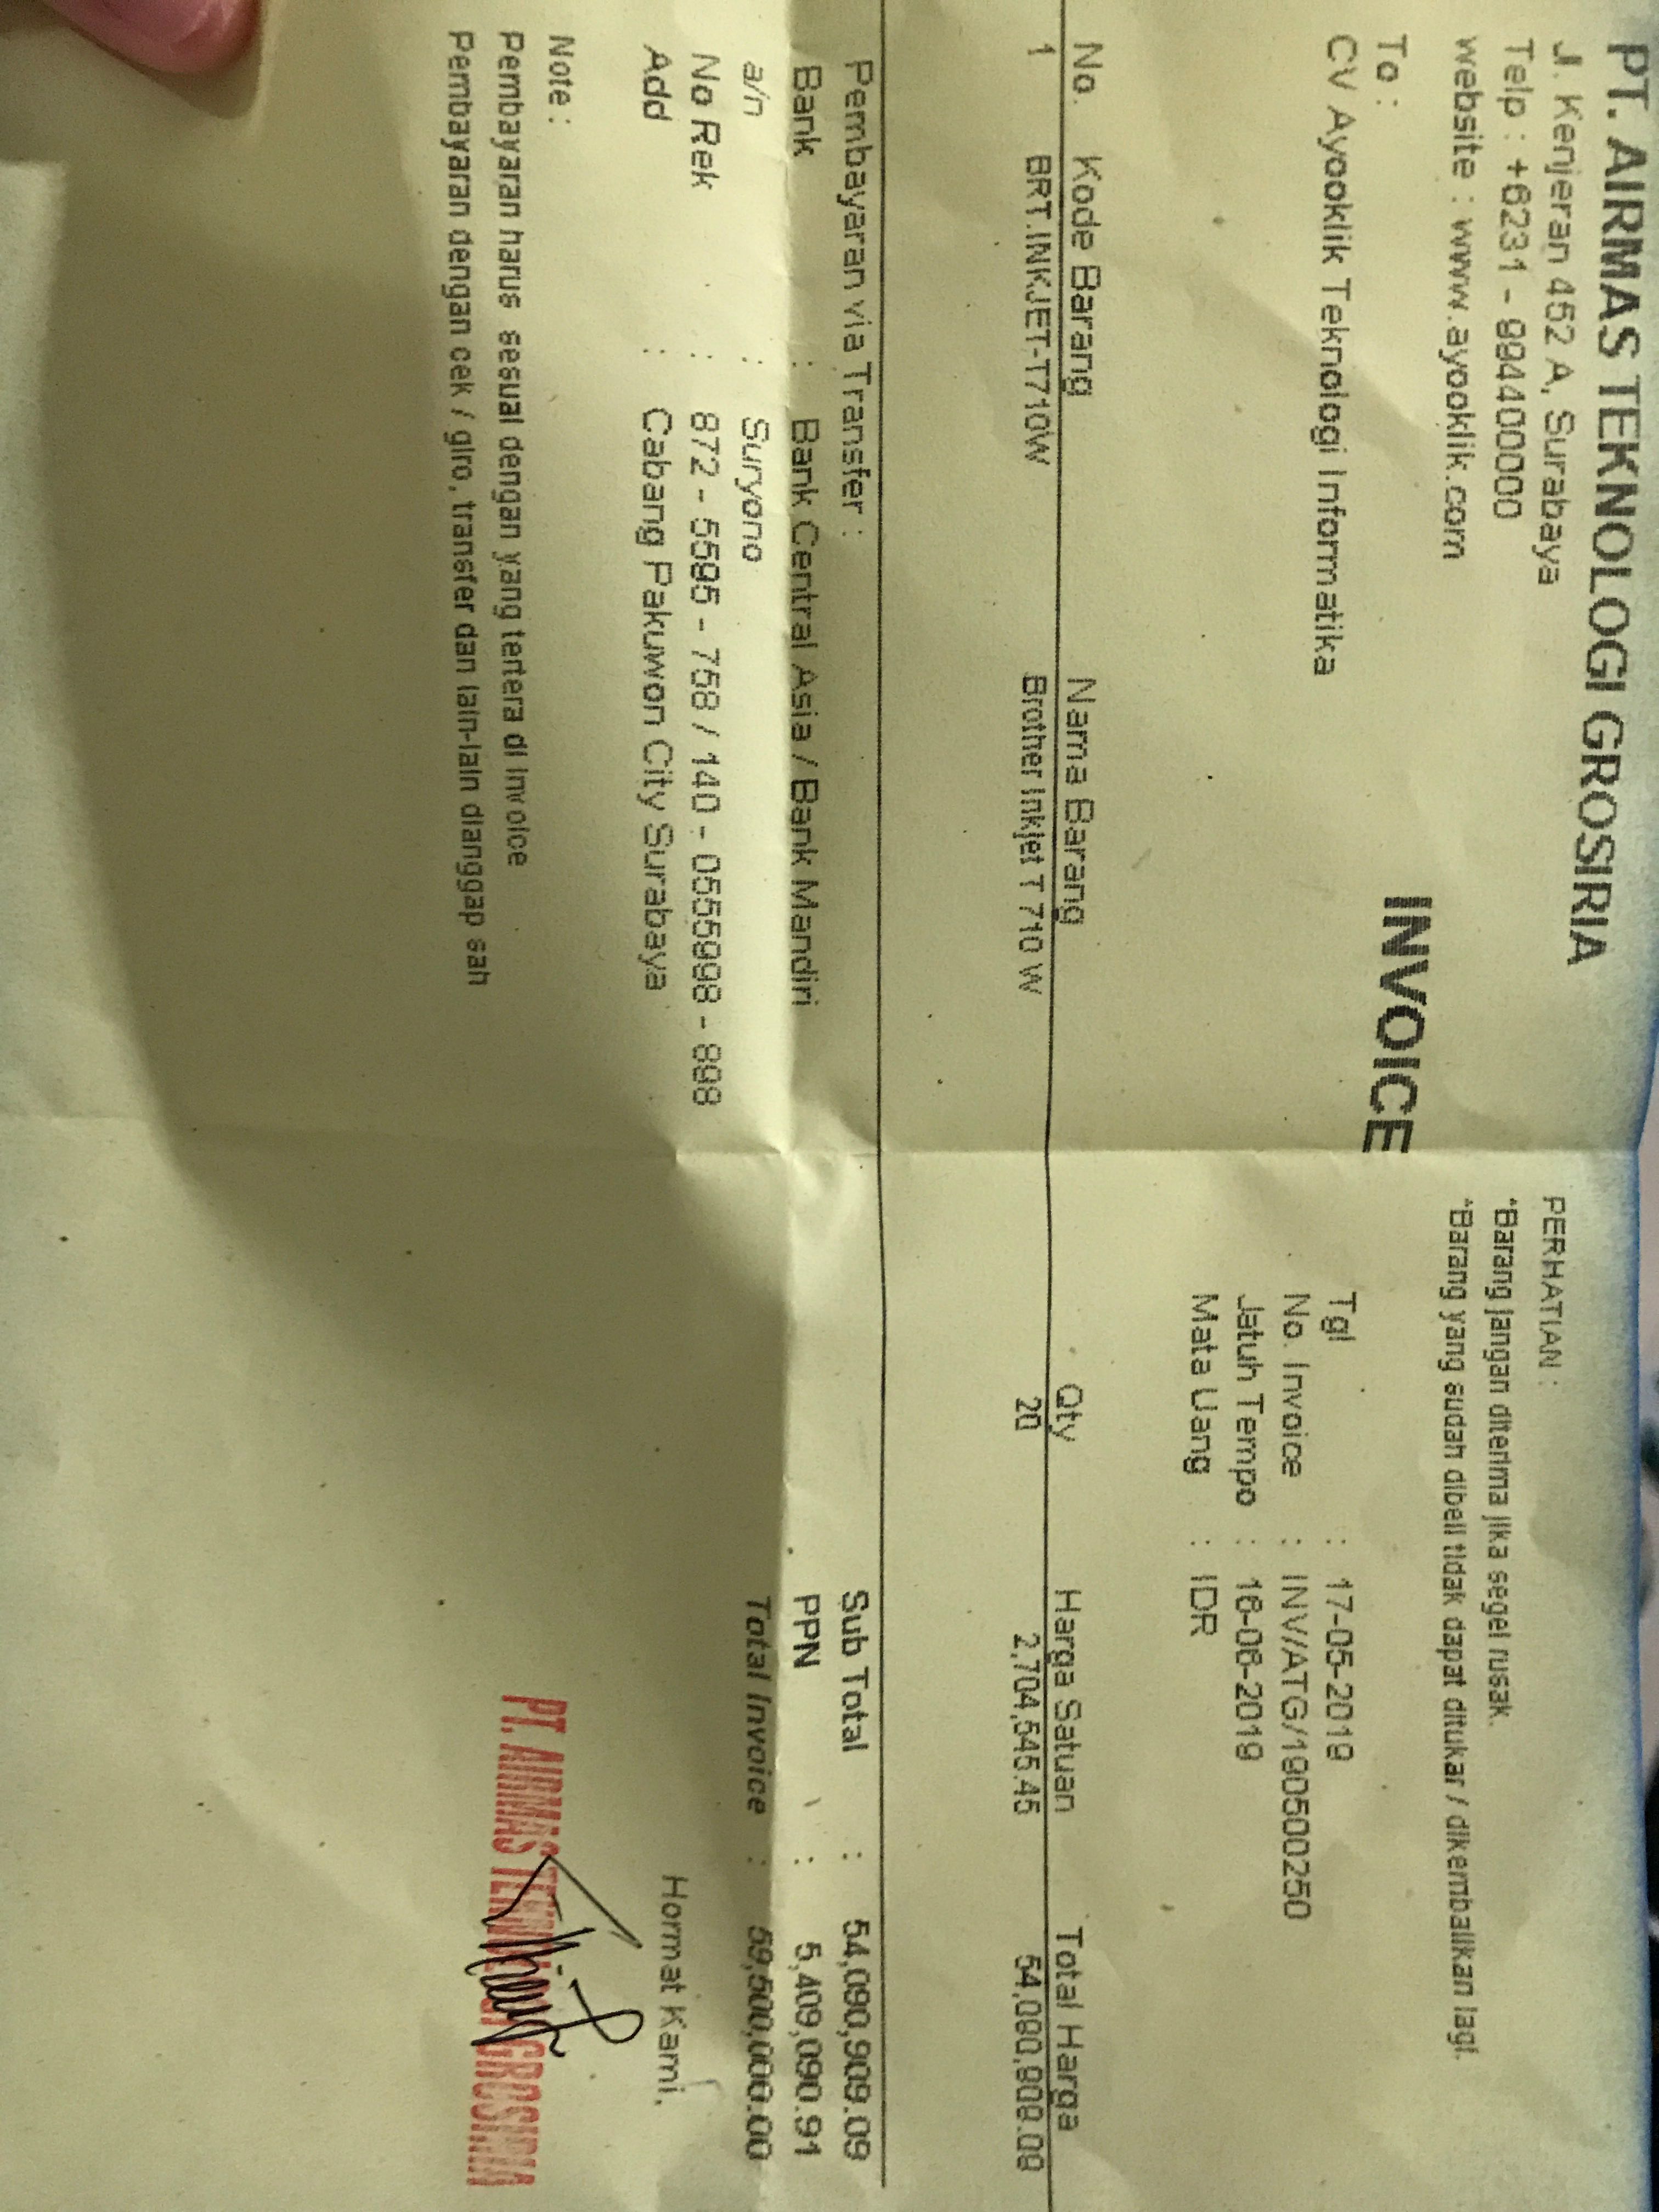 PT. AIRMAS TEKNOLOGI GROSIRIA
Jl. Kenjeran 452 A, Surabaya
Telp : +6231 - 99440000
website : www.ayooklik.com
PERHATIAN :
*Barang jangan diterima jika segel rusak.
*Barang yang sudah dibeli tidak dapat ditukar / dikembalikan lagi.
INVOICE
To :
CV Ayooklik Teknologi Informatika
Tgl : 17-05-2019
No. Invoice : INV/ATG/190500250
Jatuh Tempo : 16-06-2019
Mata Uang : IDR
No. Kode Barang Nama Barang Qty Harga Satuan Total Harga
1 BRT.INKJET-T710W Brother Inkjet T 710 W 20 2,704,545.45 54,090,909.09
Pembayaran via Transfer :
Bank : Bank Central Asia / Bank Mandiri
a/n : Suryono
No Rek : 872 - 5595 - 758 / 140 - 0555998 - 898
Add : Cabang Pakuwon City Surabaya
Sub Total : 54,090,909.09
PPN : 5,409,090.91
Total Invoice : 59,500,000.00
Note :
Pembayaran harus sesuai dengan yang tertera di invoice
Pembayaran dengan cek / giro, transfer dan lain-lain dianggap sah
Hormat Kami,
PT. AIRMAS TEKNOLOGI GROSIRIA